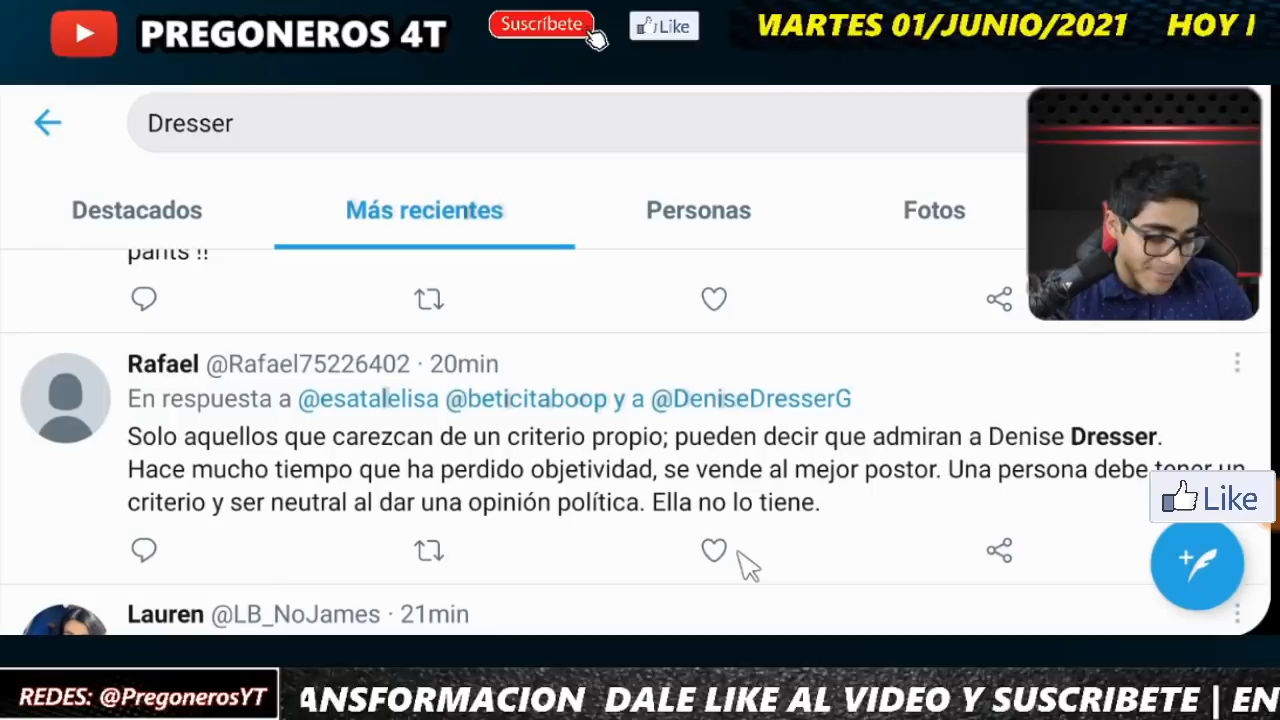 PREGONEROS 4T
Suscríbete
Like
MARTES 01/JUNIO/2021 HOY
Dresser
Destacados
Más recientes
Personas
Fotos
pants !!
Rafael @Rafael75226402 · 20min
En respuesta a @esatalelisa @beticitaboop y a @DeniseDresserG
Solo aquellos que carezcan de un criterio propio; pueden decir que admiran a Denise Dresser.
Hace mucho tiempo que ha perdido objetividad, se vende al mejor postor. Una persona debe tener un
criterio y ser neutral al dar una opinión política. Ella no lo tiene.
Like
Lauren @LB_NoJames · 21min
REDES: @PregonerosYT
ANSFORMACION DALE LIKE AL VIDEO Y SUSCRIBETE | EN